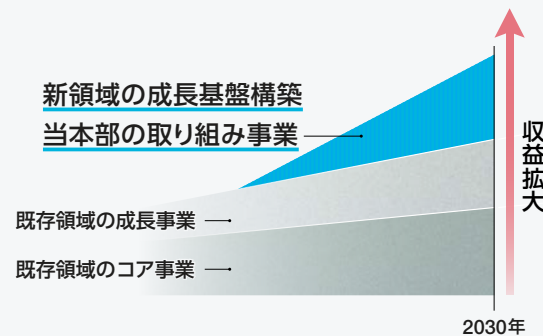 新領域の成長基盤構築
当本部の取り組み事業
既存領域の成長事業
既存領域のコア事業
収益拡大
2030年